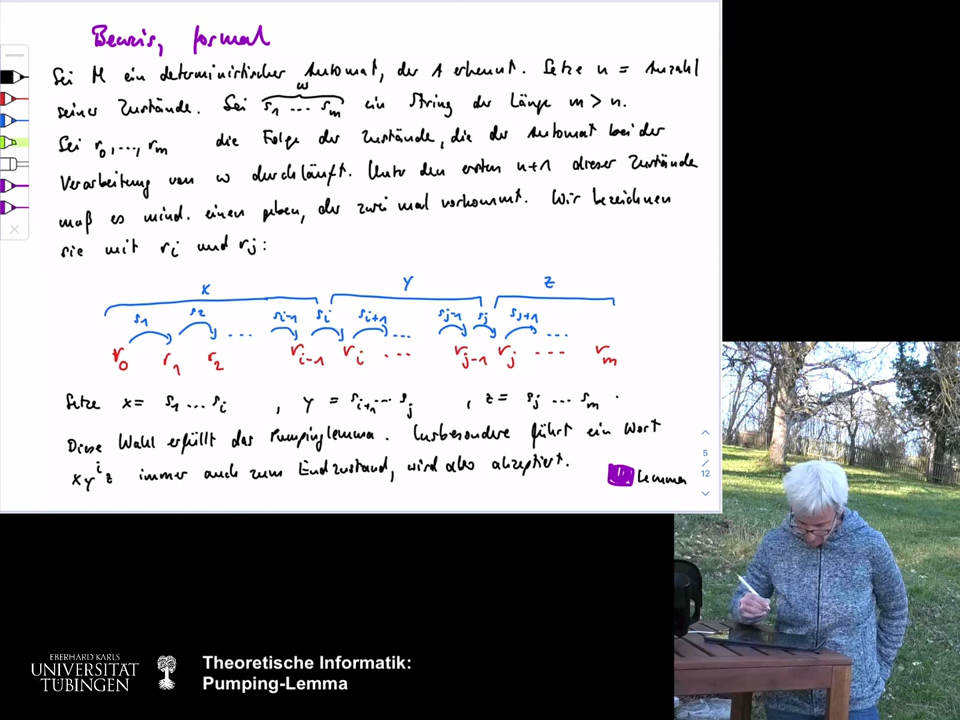 Beweis, formal
Sei M ein deterministischer Automat, der A erkennt. Setze n = Anzahl
w
seiner Zustände. Sei s1 ... sm ein String der Länge m > n.
Sei r0, ..., rm die Folge der Zustände, die der Automat bei der
Verarbeitung von w durchläuft. Unter den ersten n+1 dieser Zustände
muß es mind. einen geben, der zwei mal vorkommt. Wir bezeichnen
sie mit ri und rj:
x y z
s1 s2 ... si-1 si si+1 ... sj-1 sj sj+1 ...
r0 r1 r2 ri-1 ri ... rj-1 rj ... rm
Setze x = s1 ... si , y = si+1 ... sj , z = sj ... sm .
Diese Wahl erfüllt das Pumpinglemma. Insbesondere führt ein Wort
xy^i z immer auch zum Endzustand, wird also akzeptiert.
Lemma
5
/
12
EBERHARD KARLS
UNIVERSITÄT
TÜBINGEN
Theoretische Informatik:
Pumping-Lemma